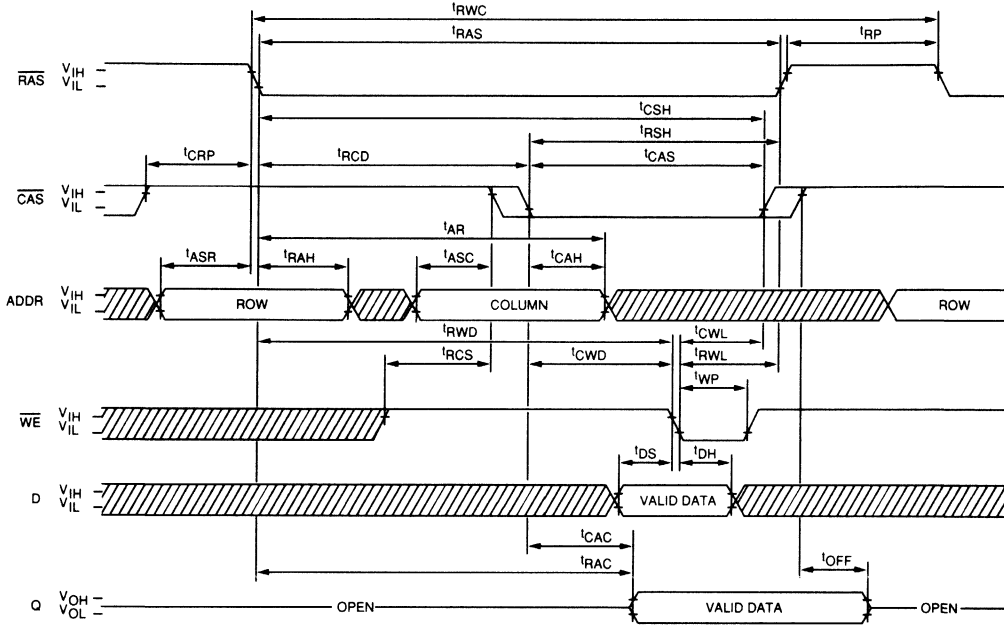 tRWC
tRAS
tRP
RAS
VIH
VIL
tCSH
tRSH
tCRP
tRCD
tCAS
CAS
VIH
VIL
tAR
tASR
tRAH
tASC
tCAH
ADDR
VIH
VIL
ROW
COLUMN
ROW
tRWD
tCWL
tRCS
tCWD
tRWL
tWP
WE
VIH
VIL
tDS
tDH
D
VIH
VIL
VALID DATA
tCAC
tRAC
tOFF
Q
VOH
VOL
OPEN
VALID DATA
OPEN